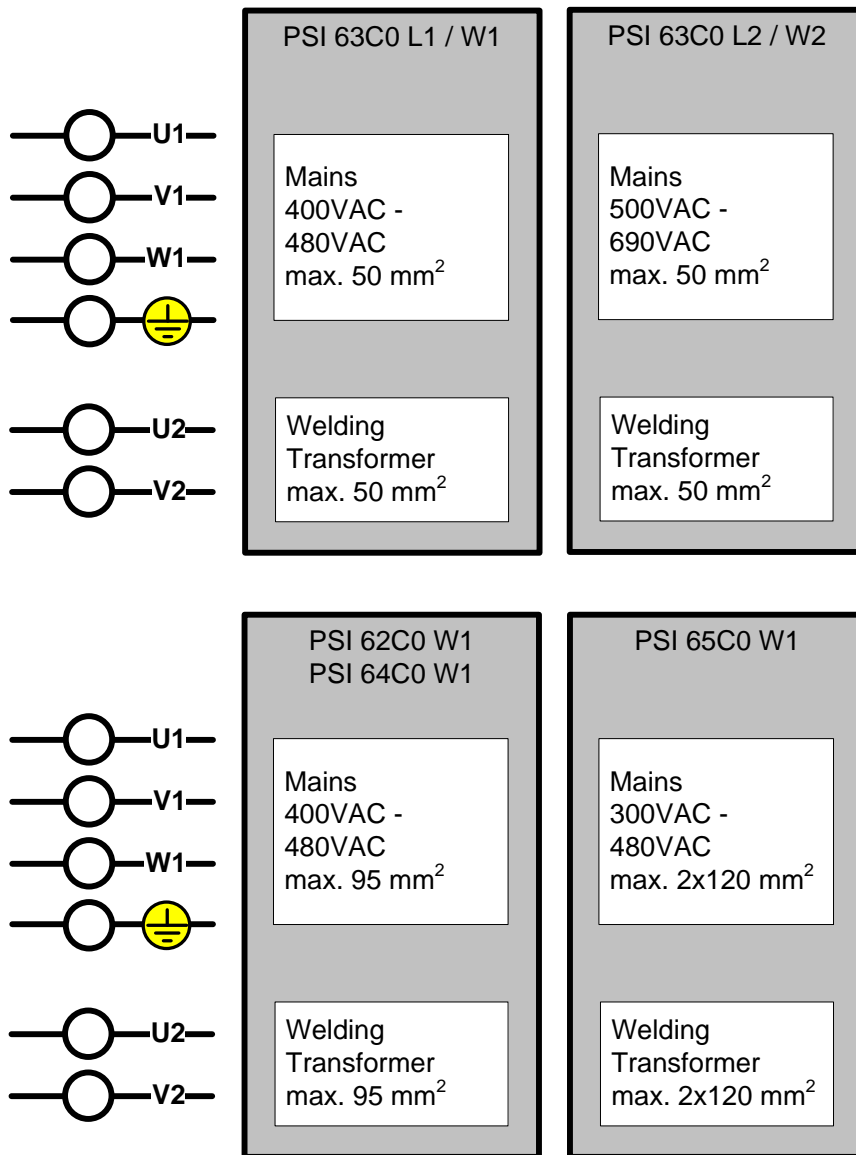 PSI 63C0 L1 / W1
PSI 63C0 L2 / W2
U1
V1
W1
U2
V2
Mains
400VAC -
480VAC
max. 50 mm²
Mains
500VAC -
690VAC
max. 50 mm²
Welding
Transformer
max. 50 mm²
Welding
Transformer
max. 50 mm²
PSI 62C0 W1
PSI 64C0 W1
PSI 65C0 W1
U1
V1
W1
U2
V2
Mains
400VAC -
480VAC
max. 95 mm²
Mains
300VAC -
480VAC
max. 2x120 mm²
Welding
Transformer
max. 95 mm²
Welding
Transformer
max. 2x120 mm²